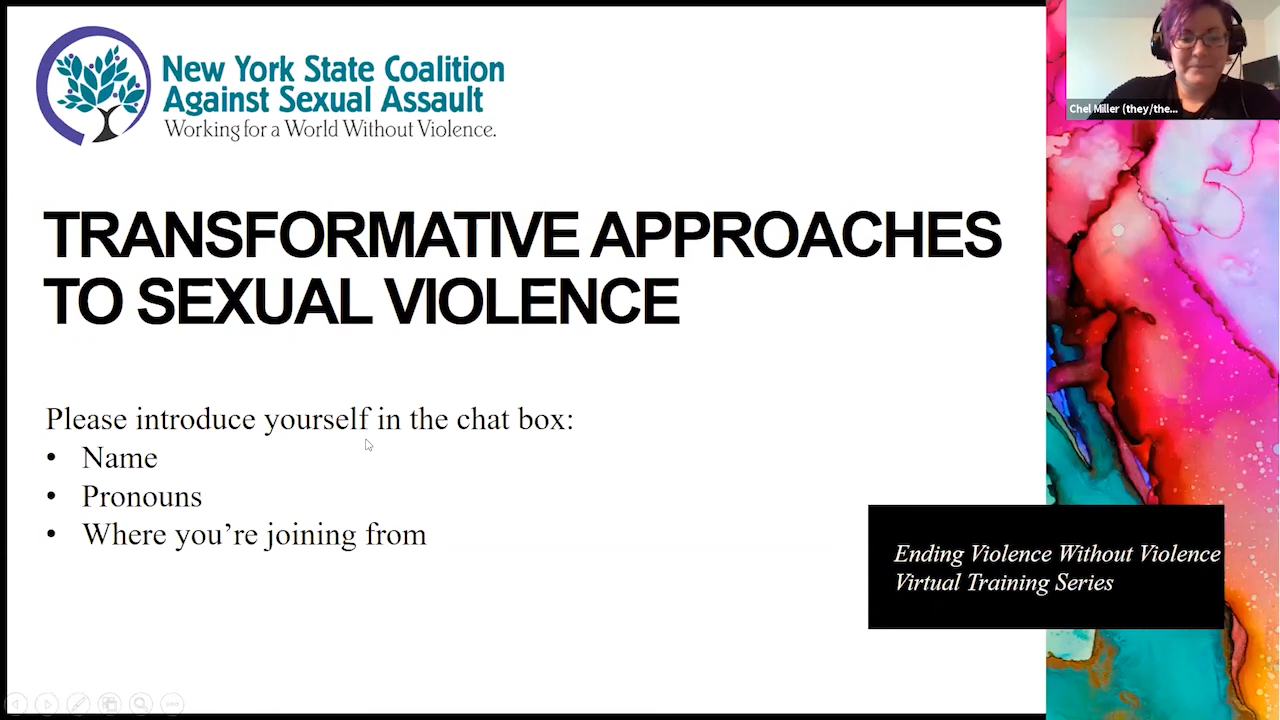 New York State Coalition
Against Sexual Assault
Working for a World Without Violence.
Chel Miller (they/the...
TRANSFORMATIVE APPROACHES
TO SEXUAL VIOLENCE
Please introduce yourself in the chat box:
• Name
• Pronouns
• Where you’re joining from
Ending Violence Without Violence
Virtual Training Series